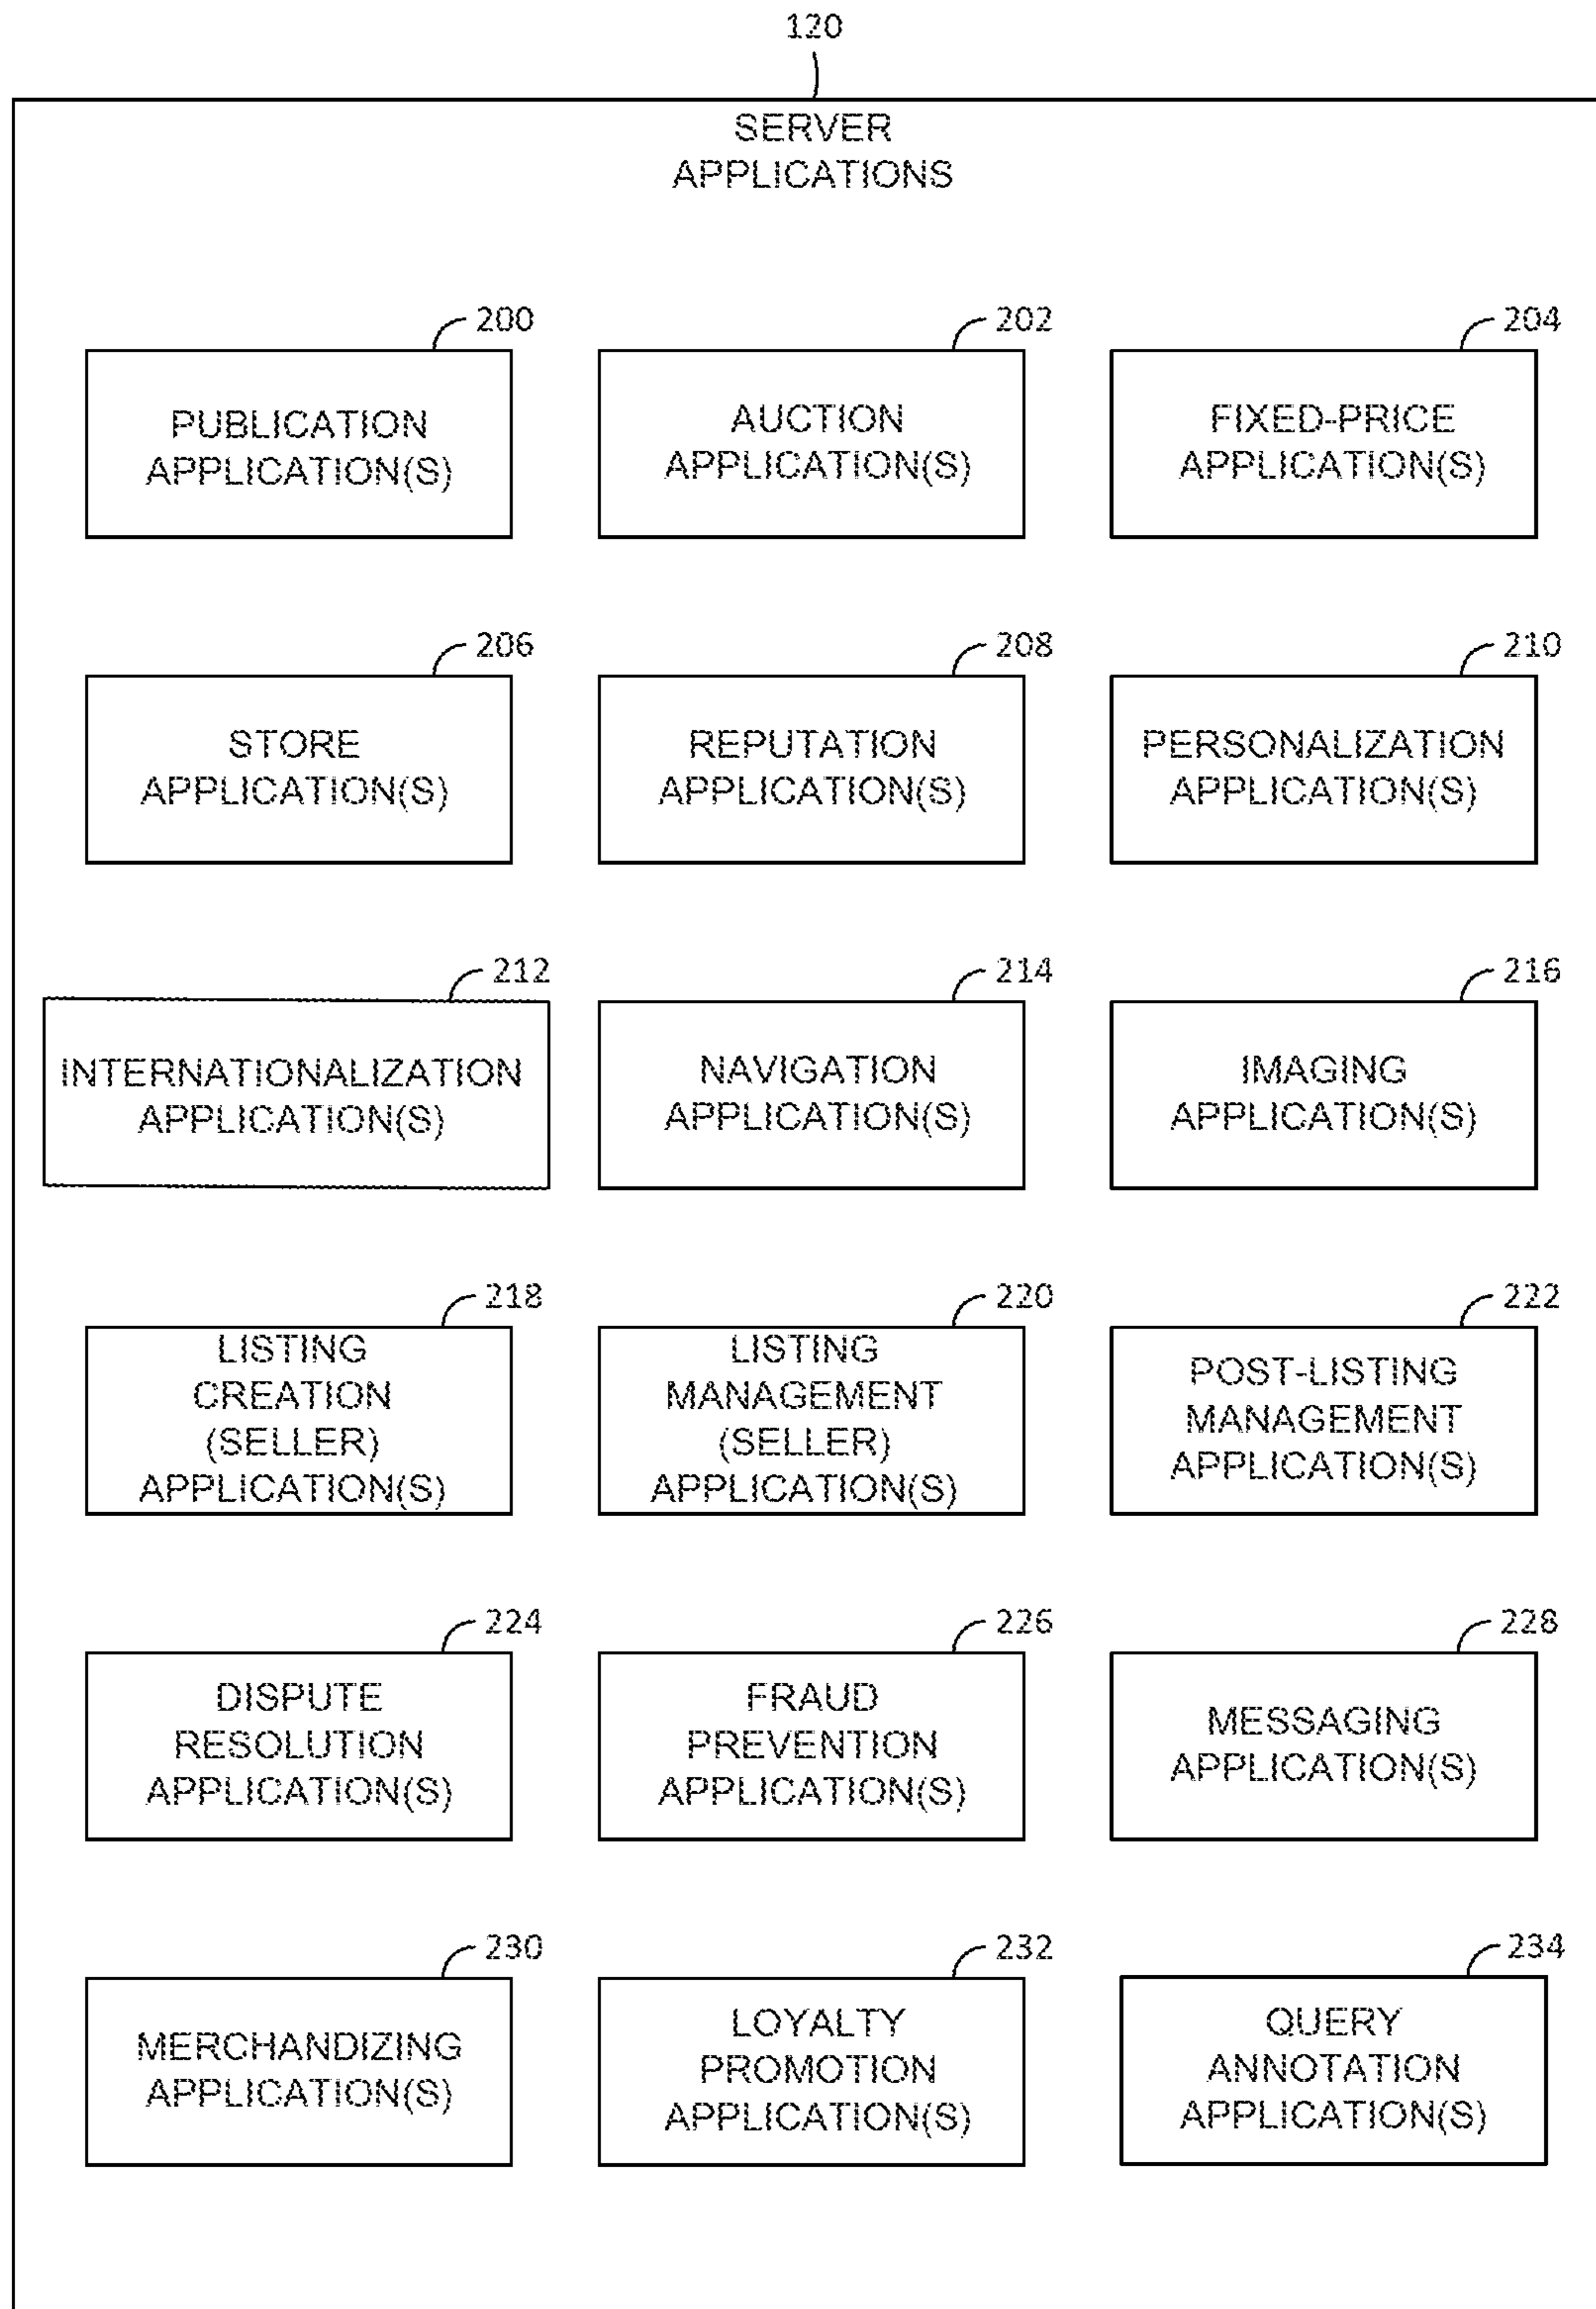 120
SERVER
APPLICATIONS
200
PUBLICATION
APPLICATION(S)
202
AUCTION
APPLICATION(S)
204
FIXED-PRICE
APPLICATION(S)
206
STORE
APPLICATION(S)
208
REPUTATION
APPLICATION(S)
210
PERSONALIZATION
APPLICATION(S)
212
INTERNATIONALIZATION
APPLICATION(S)
214
NAVIGATION
APPLICATION(S)
216
IMAGING
APPLICATION(S)
218
LISTING
CREATION
(SELLER)
APPLICATION(S)
220
LISTING
MANAGEMENT
(SELLER)
APPLICATION(S)
222
POST-LISTING
MANAGEMENT
APPLICATION(S)
224
DISPUTE
RESOLUTION
APPLICATION(S)
226
FRAUD
PREVENTION
APPLICATION(S)
228
MESSAGING
APPLICATION(S)
230
MERCHANDIZING
APPLICATION(S)
232
LOYALTY
PROMOTION
APPLICATION(S)
234
QUERY
ANNOTATION
APPLICATION(S)